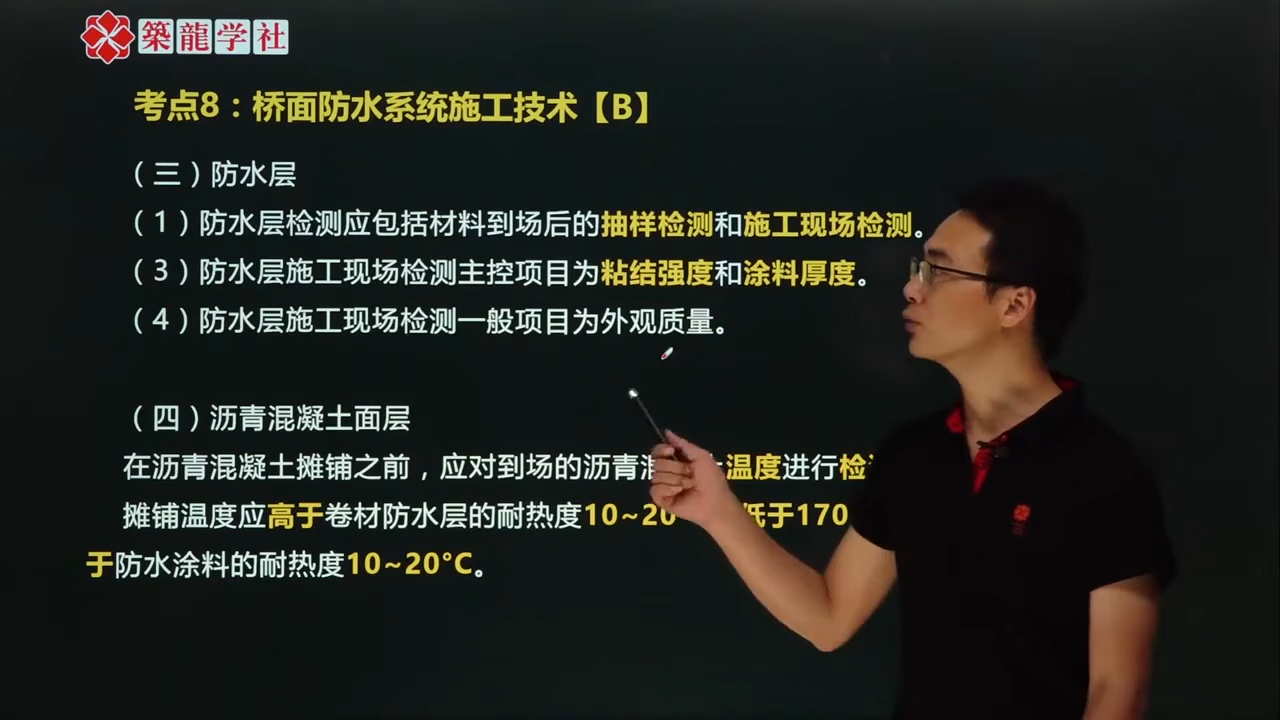 築龍学社
考点8：桥面防水系统施工技术【B】
（三）防水层
（1）防水层检测应包括材料到场后的抽样检测和施工现场检测。
（3）防水层施工现场检测主控项目为粘结强度和涂料厚度。
（4）防水层施工现场检测一般项目为外观质量。
（四）沥青混凝土面层
在沥青混凝土摊铺之前，应对到场的沥青混 温度进行检
摊铺温度应高于卷材防水层的耐热度10~20 低于170
于防水涂料的耐热度10~20°C。